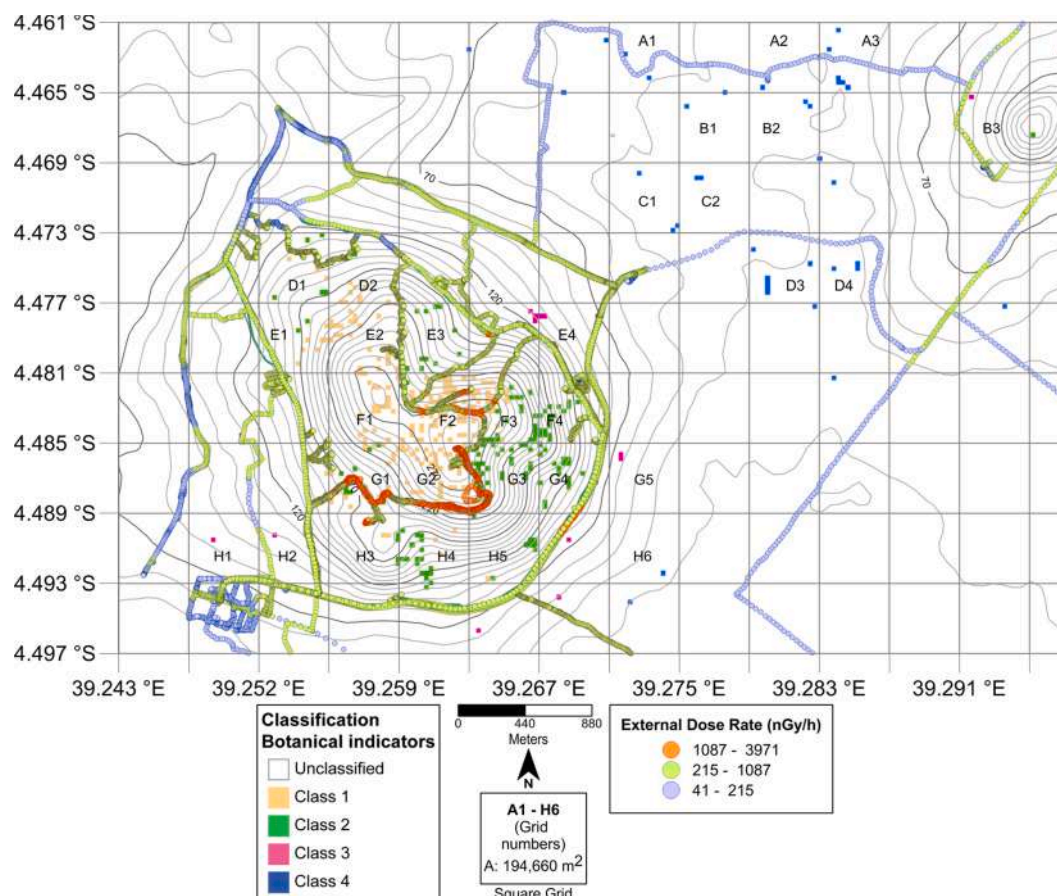 4.461 °S
A1 A2 A3
4.465 °S
B1 B2 B3
4.469 °S
70
70
C1 C2
4.473 °S
D1 D2 D3 D4
120
4.477 °S
E1 E2 E3 E4
4.481 °S
F1 F2 F3 F4
4.485 °S
G1 G2 G3 G4 G5
120
4.489 °S
H1 H2 H3 H4 H5 H6
4.493 °S
4.497 °S
39.243 °E 39.252 °E 39.259 °E 39.267 °E 39.275 °E 39.283 °E 39.291 °E
Classification
Botanical indicators
Unclassified
Class 1
Class 2
Class 3
Class 4
0 440 880
Meters
N
A1 - H6
(Grid
numbers)
A: 194,660 m2
Square Grid
External Dose Rate (nGy/h)
1087 - 3971
215 - 1087
41 - 215